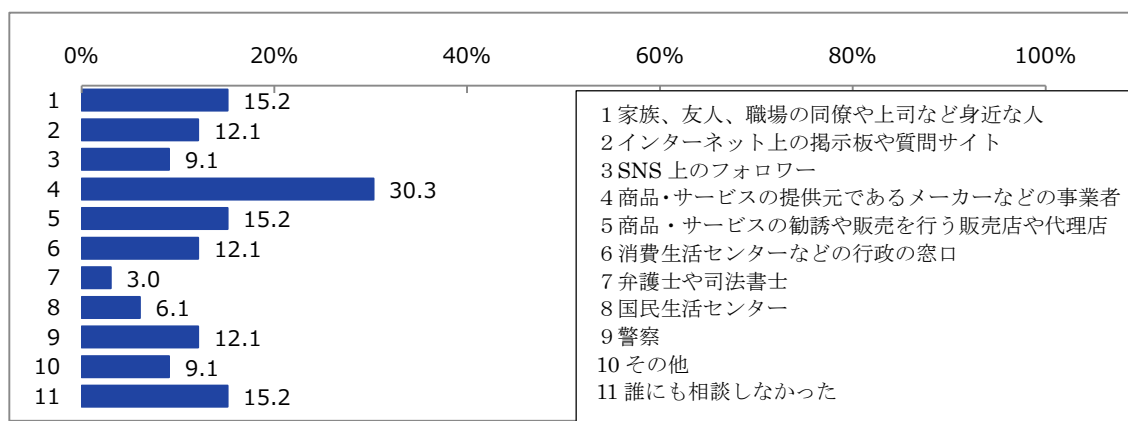 0% 20% 40% 60% 80% 100%
1 15.2
2 12.1
3 9.1
4 30.3
5 15.2
6 12.1
7 3.0
8 6.1
9 12.1
10 9.1
11 15.2
1 家族、友人、職場の同僚や上司など身近な人
2 インターネット上の掲示板や質問サイト
3 SNS 上のフォロワー
4 商品・サービスの提供元であるメーカーなどの事業者
5 商品・サービスの勧誘や販売を行う販売店や代理店
6 消費生活センターなどの行政の窓口
7 弁護士や司法書士
8 国民生活センター
9 警察
10 その他
11 誰にも相談しなかった